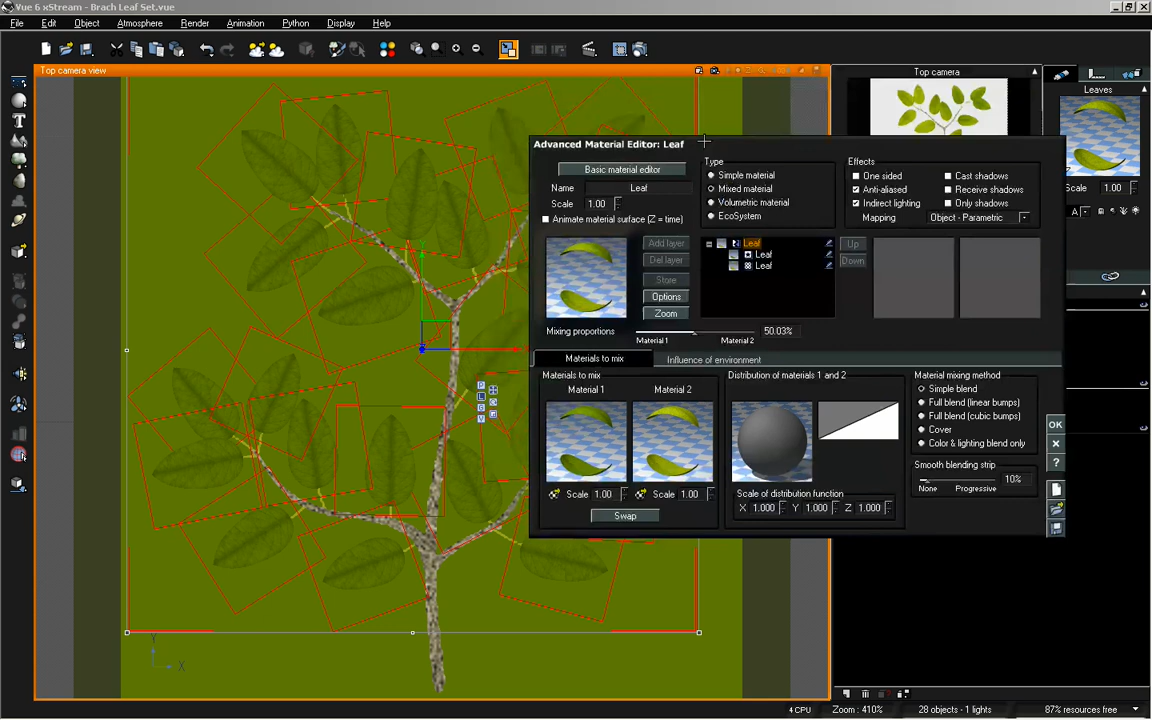 Vue 6 xStream - Brach Leaf Set.vue
File Edit Object Atmosphere Render Animation Python Display Help
Top camera view
Top camera
Leaves
Scale 1.00
Advanced Material Editor: Leaf
Basic material editor
Name Leaf
Scale 1.00
Animate material surface (Z = time)
Type
Simple material
Mixed material
Volumetric material
EcoSystem
Effects
One sided Cast shadows
Anti-aliased Receive shadows
Indirect lighting Only shadows
Mapping Object - Parametric
Add layer
Del layer
Store
Options
Zoom
Leaf
Leaf
Leaf
Up
Down
Mixing proportions Material 1 Material 2 50.03%
Materials to mix Influence of environment
Materials to mix
Material 1 Material 2
Scale 1.00 Scale 1.00
Swap
Distribution of materials 1 and 2
Scale of distribution function
X 1.000 Y 1.000 Z 1.000
Material mixing method
Simple blend
Full blend (linear bumps)
Full blend (cubic bumps)
Cover
Color & lighting blend only
Smooth blending strip
None Progressive 10%
OK
?
Y
X
4 CPU Zoom : 410% 28 objects - 1 lights 87% resources free